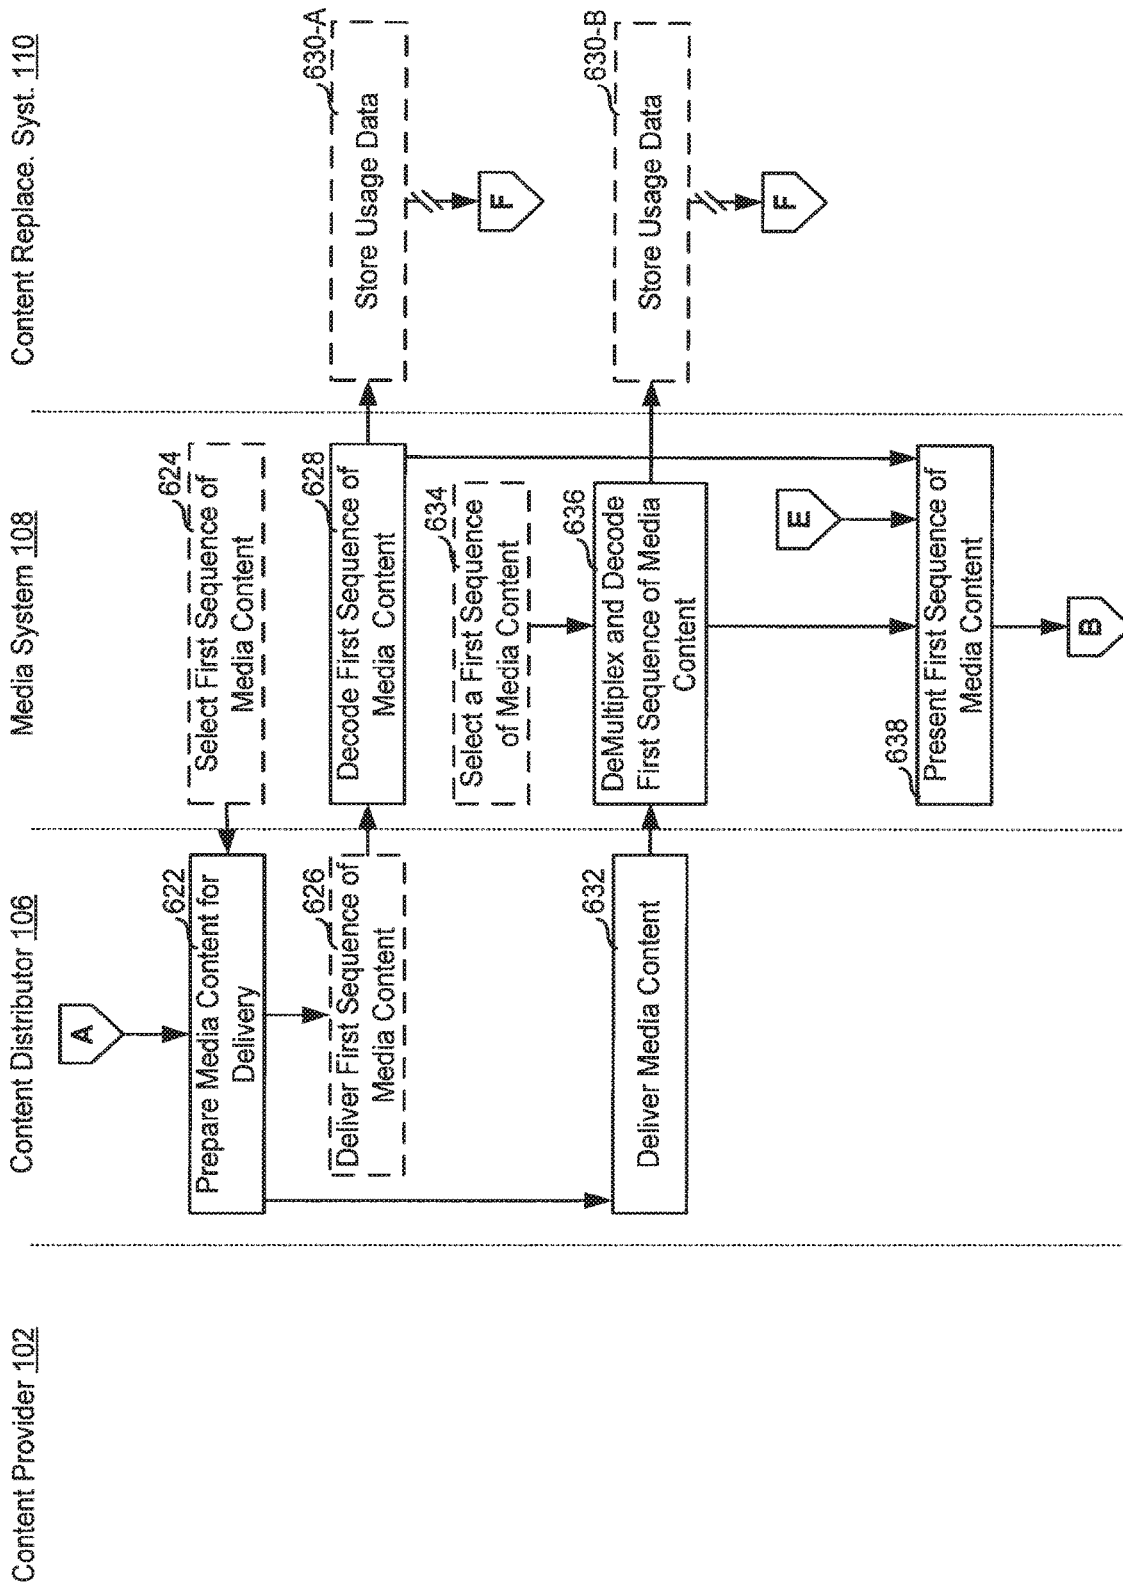 Content Provider 102
Content Distributor 106
Media System 108
Content Replace. Syst. 110
A
622
Prepare Media Content for
Delivery
624
Select First Sequence of
Media Content
626
Deliver First Sequence of
Media Content
628
Decode First Sequence of
Media Content
630-A
Store Usage Data
F
634
Select a First Sequence
of Media Content
632
Deliver Media Content
636
DeMultiplex and Decode
First Sequence of Media
Content
630-B
Store Usage Data
F
E
638
Present First Sequence of
Media Content
B